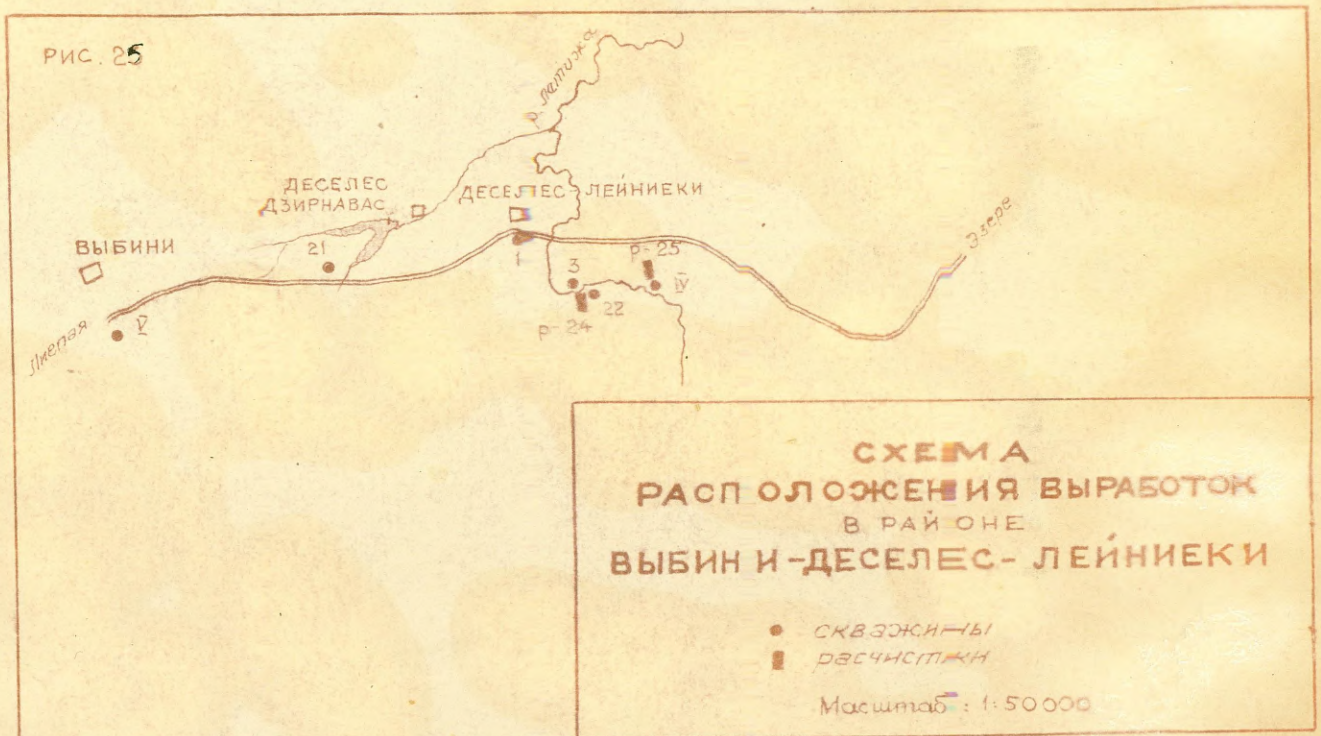 РИС. 25
р. Летижа
ДЕСЕЛЕС
ДЗИРНАВАС
ДЕСЕЛЕС-ЛЕЙНИЕКИ
ВЫБИНИ
21
1
3
р-25
IV
22
р-24
V
Лиепая
Эзере
СХЕМА
РАСПОЛОЖЕНИЯ ВЫРАБОТОК
В РАЙОНЕ
ВЫБИНИ-ДЕСЕЛЕС-ЛЕЙНИЕКИ
скважины
расчистки
Масштаб: 1:50000